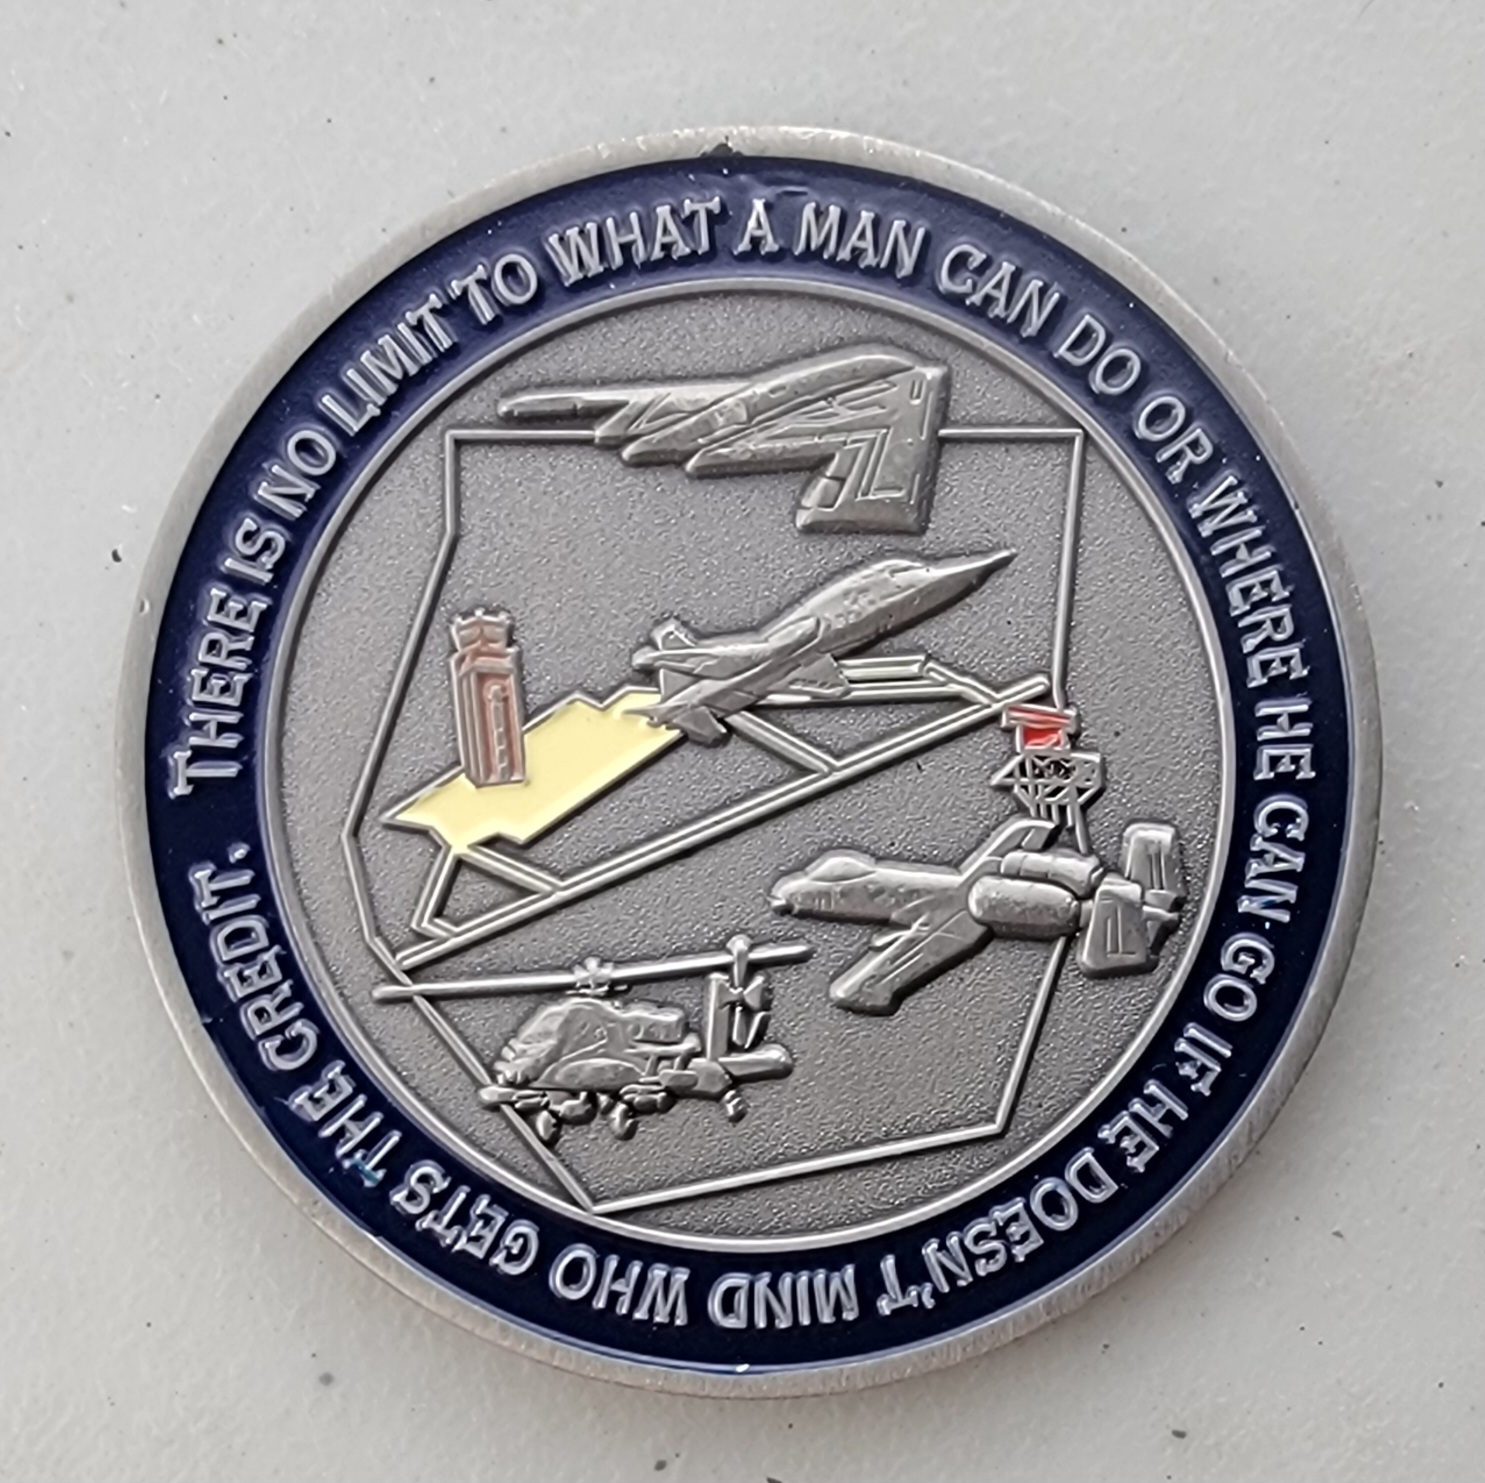 THERE IS NO LIMIT TO WHAT A MAN CAN DO OR WHERE HE CAN GO IF HE DOESN'T MIND WHO GETS THE CREDIT.